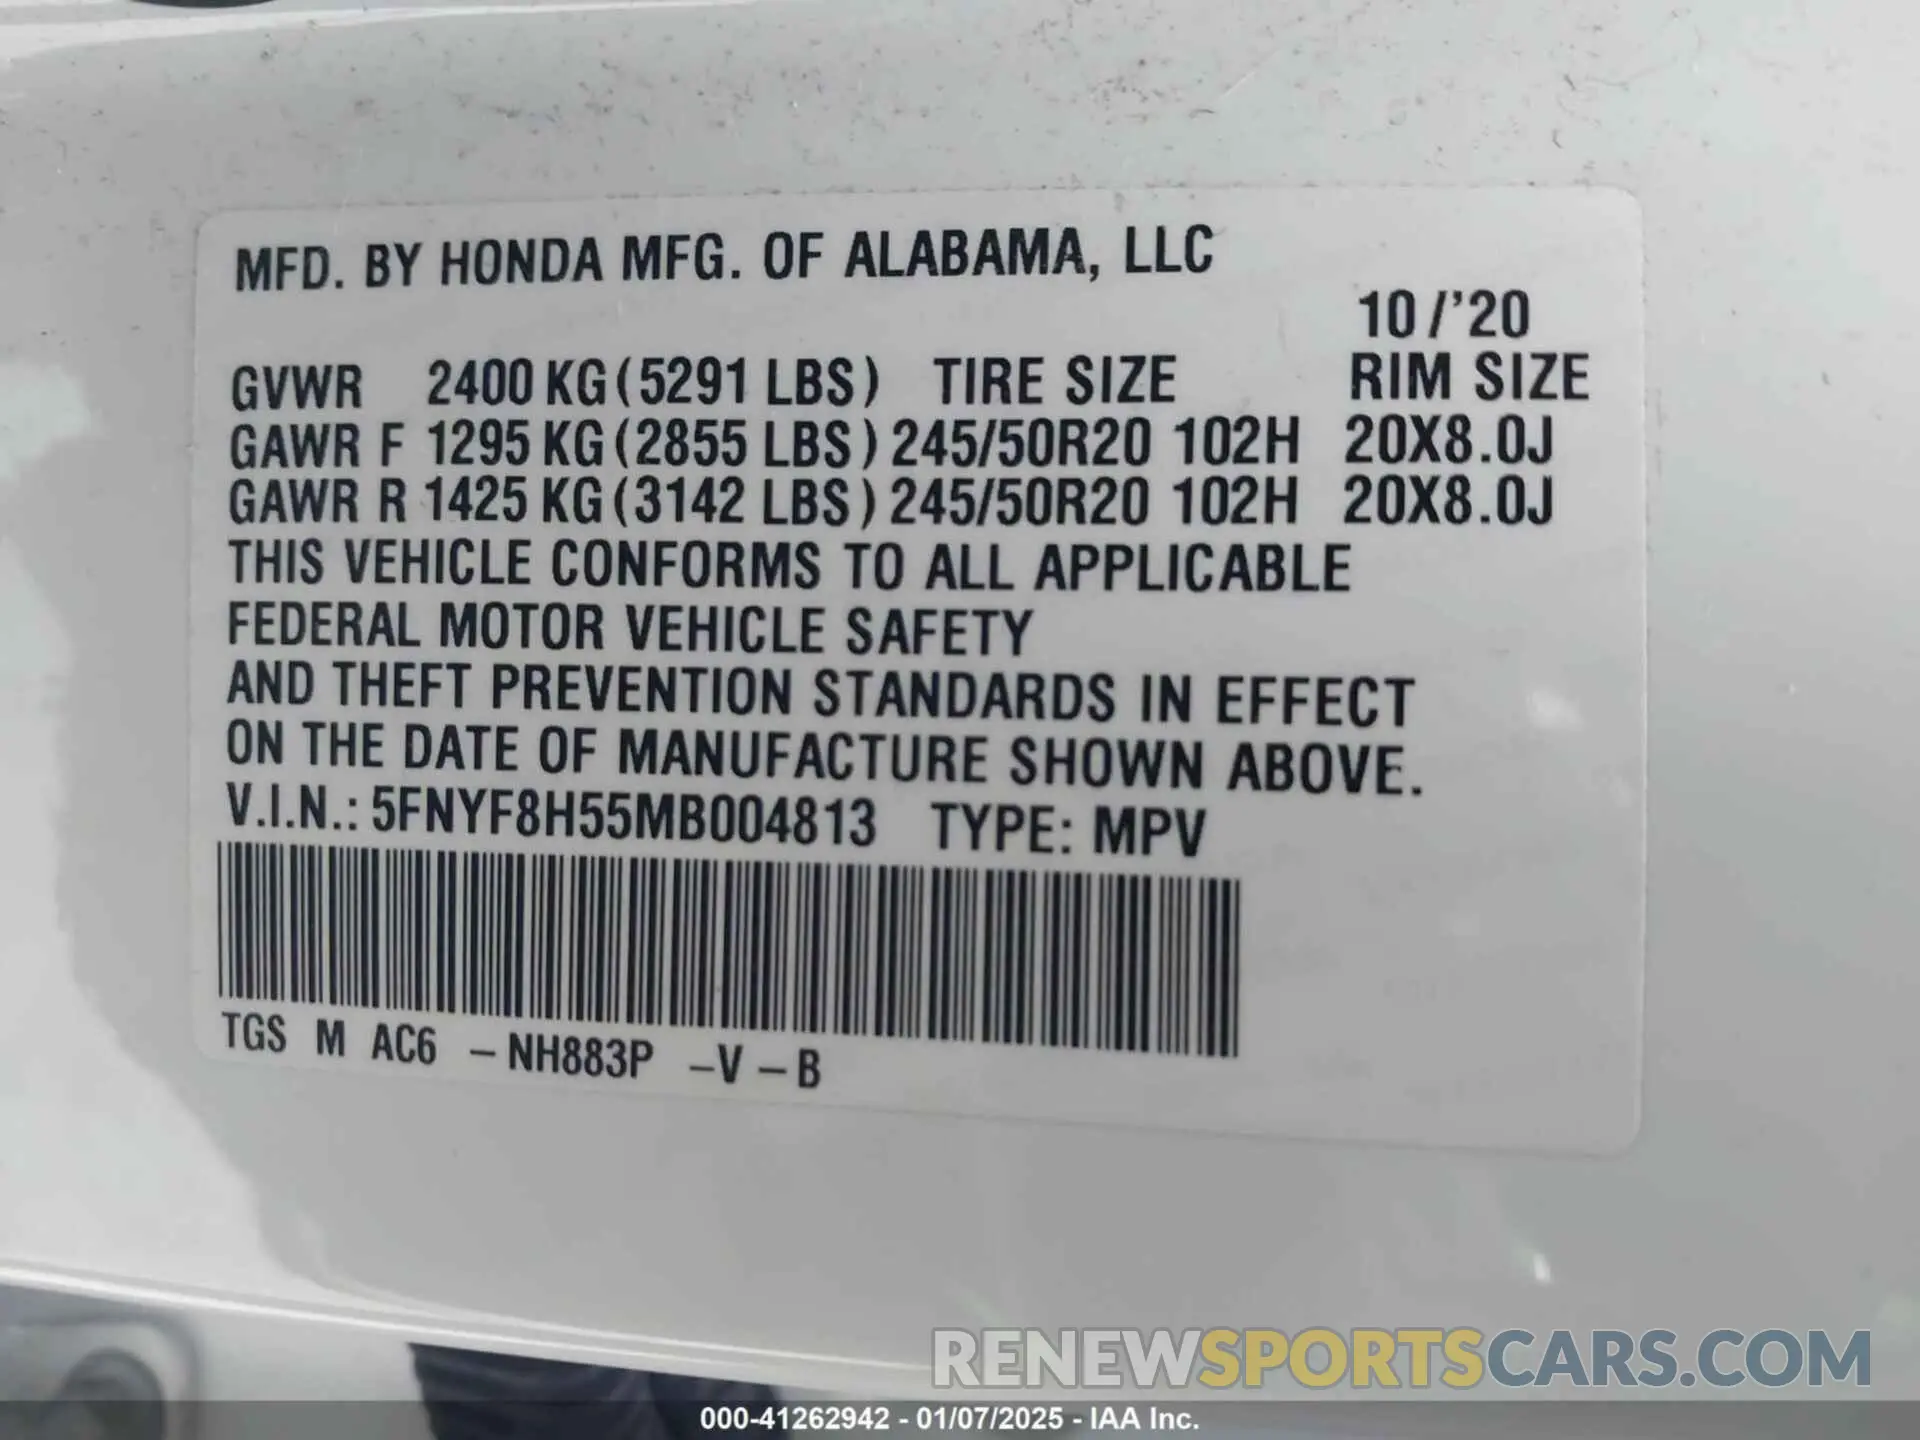 MFD. BY HONDA MFG. OF ALABAMA, LLC
10/'20
GVWR 2400 KG (5291 LBS) TIRE SIZE RIM SIZE
GAWR F 1295 KG (2855 LBS) 245/50R20 102H 20X8.0J
GAWR R 1425 KG (3142 LBS) 245/50R20 102H 20X8.0J
THIS VEHICLE CONFORMS TO ALL APPLICABLE
FEDERAL MOTOR VEHICLE SAFETY
AND THEFT PREVENTION STANDARDS IN EFFECT
ON THE DATE OF MANUFACTURE SHOWN ABOVE.
V.I.N.: 5FNYF8H55MB004813 TYPE: MPV
TGS M AC6 – NH883P –V – B
RENEWSPORTSCARS.COM
000-41262942 - 01/07/2025 - IAA Inc.